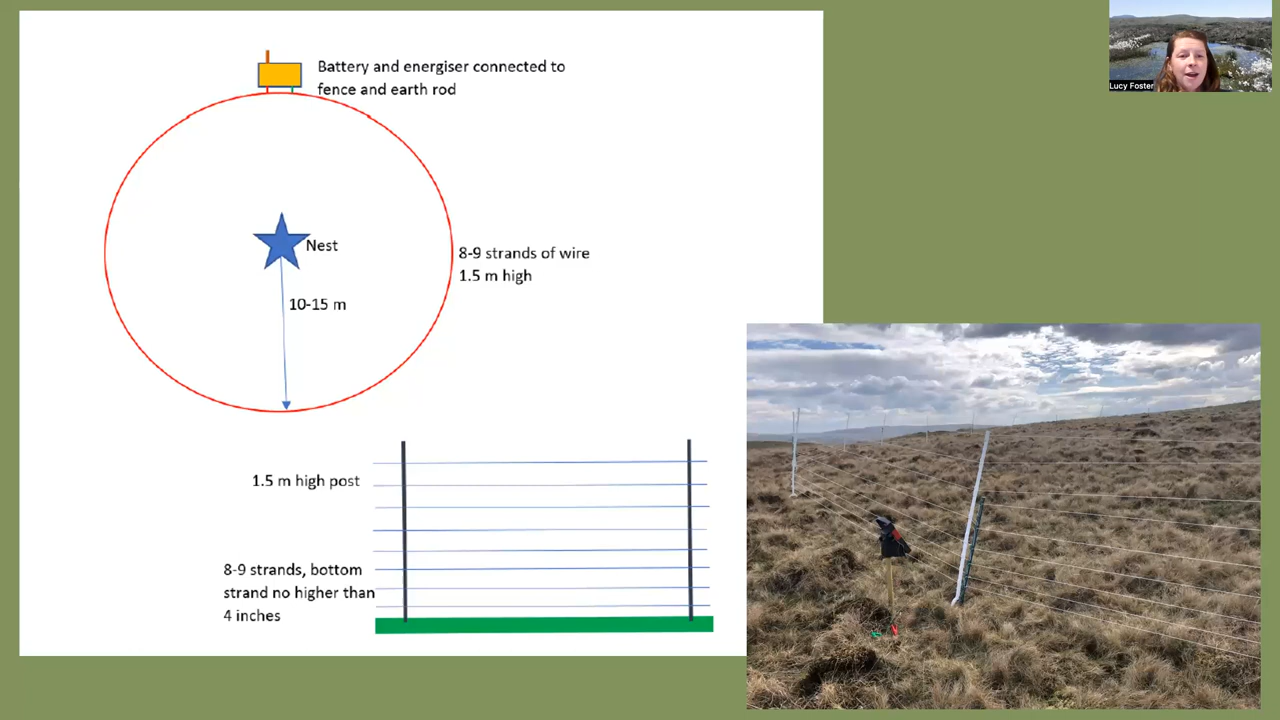 Battery and energiser connected to
fence and earth rod
Nest
8-9 strands of wire
1.5 m high
10-15 m
1.5 m high post
8-9 strands, bottom
strand no higher than
4 inches
Lucy Foster